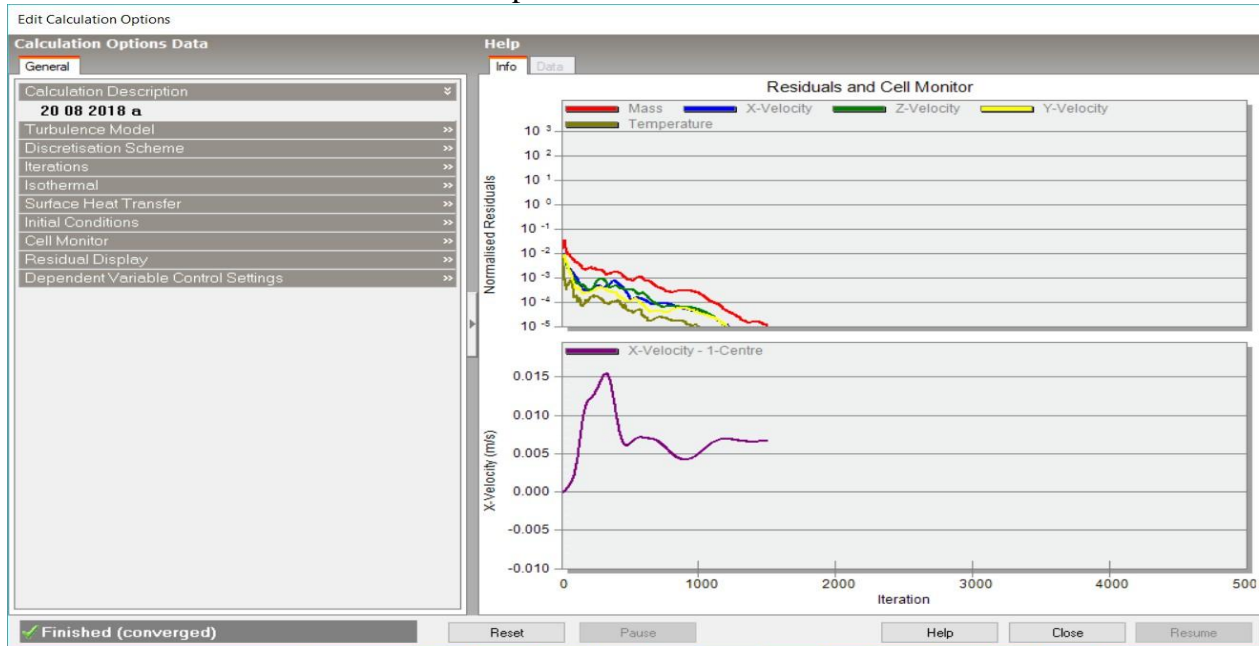 Edit Calculation Options
Calculation Options Data
General
Calculation Description
20 08 2018 a
Turbulence Model
Discretisation Scheme
Iterations
Isothermal
Surface Heat Transfer
Initial Conditions
Cell Monitor
Residual Display
Dependent Variable Control Settings
Finished (converged)
Help
Info Data
Residuals and Cell Monitor
Mass X-Velocity Z-Velocity Y-Velocity
Temperature
Normalised Residuals
10 3
10 2
10 1
10 0
10 -1
10 -2
10 -3
10 -4
10 -5
X-Velocity - 1-Centre
X-Velocity (m/s)
0.015
0.010
0.005
0.000
-0.005
-0.010
0 1000 2000 3000 4000 500
Iteration
Reset Pause Help Close Resume